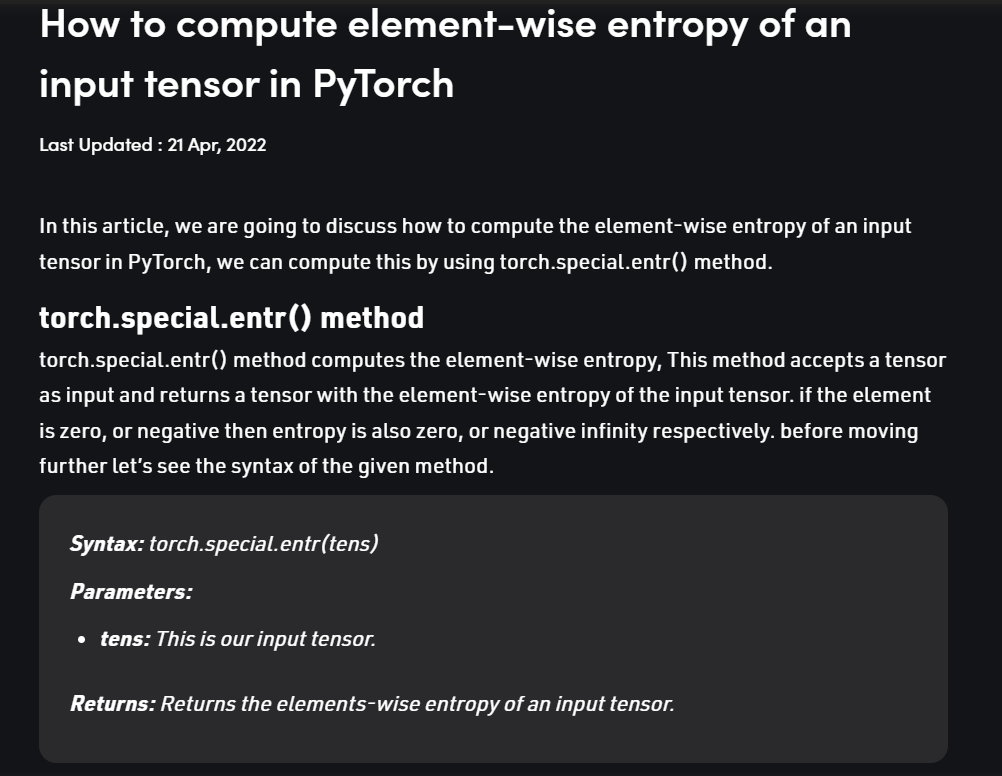 How to compute element-wise entropy of an
input tensor in PyTorch
Last Updated : 21 Apr, 2022
In this article, we are going to discuss how to compute the element-wise entropy of an input
tensor in PyTorch, we can compute this by using torch.special.entr() method.
torch.special.entr() method
torch.special.entr() method computes the element-wise entropy, This method accepts a tensor
as input and returns a tensor with the element-wise entropy of the input tensor. if the element
is zero, or negative then entropy is also zero, or negative infinity respectively. before moving
further let’s see the syntax of the given method.
Syntax: torch.special.entr(tens)
Parameters:
• tens: This is our input tensor.
Returns: Returns the elements-wise entropy of an input tensor.